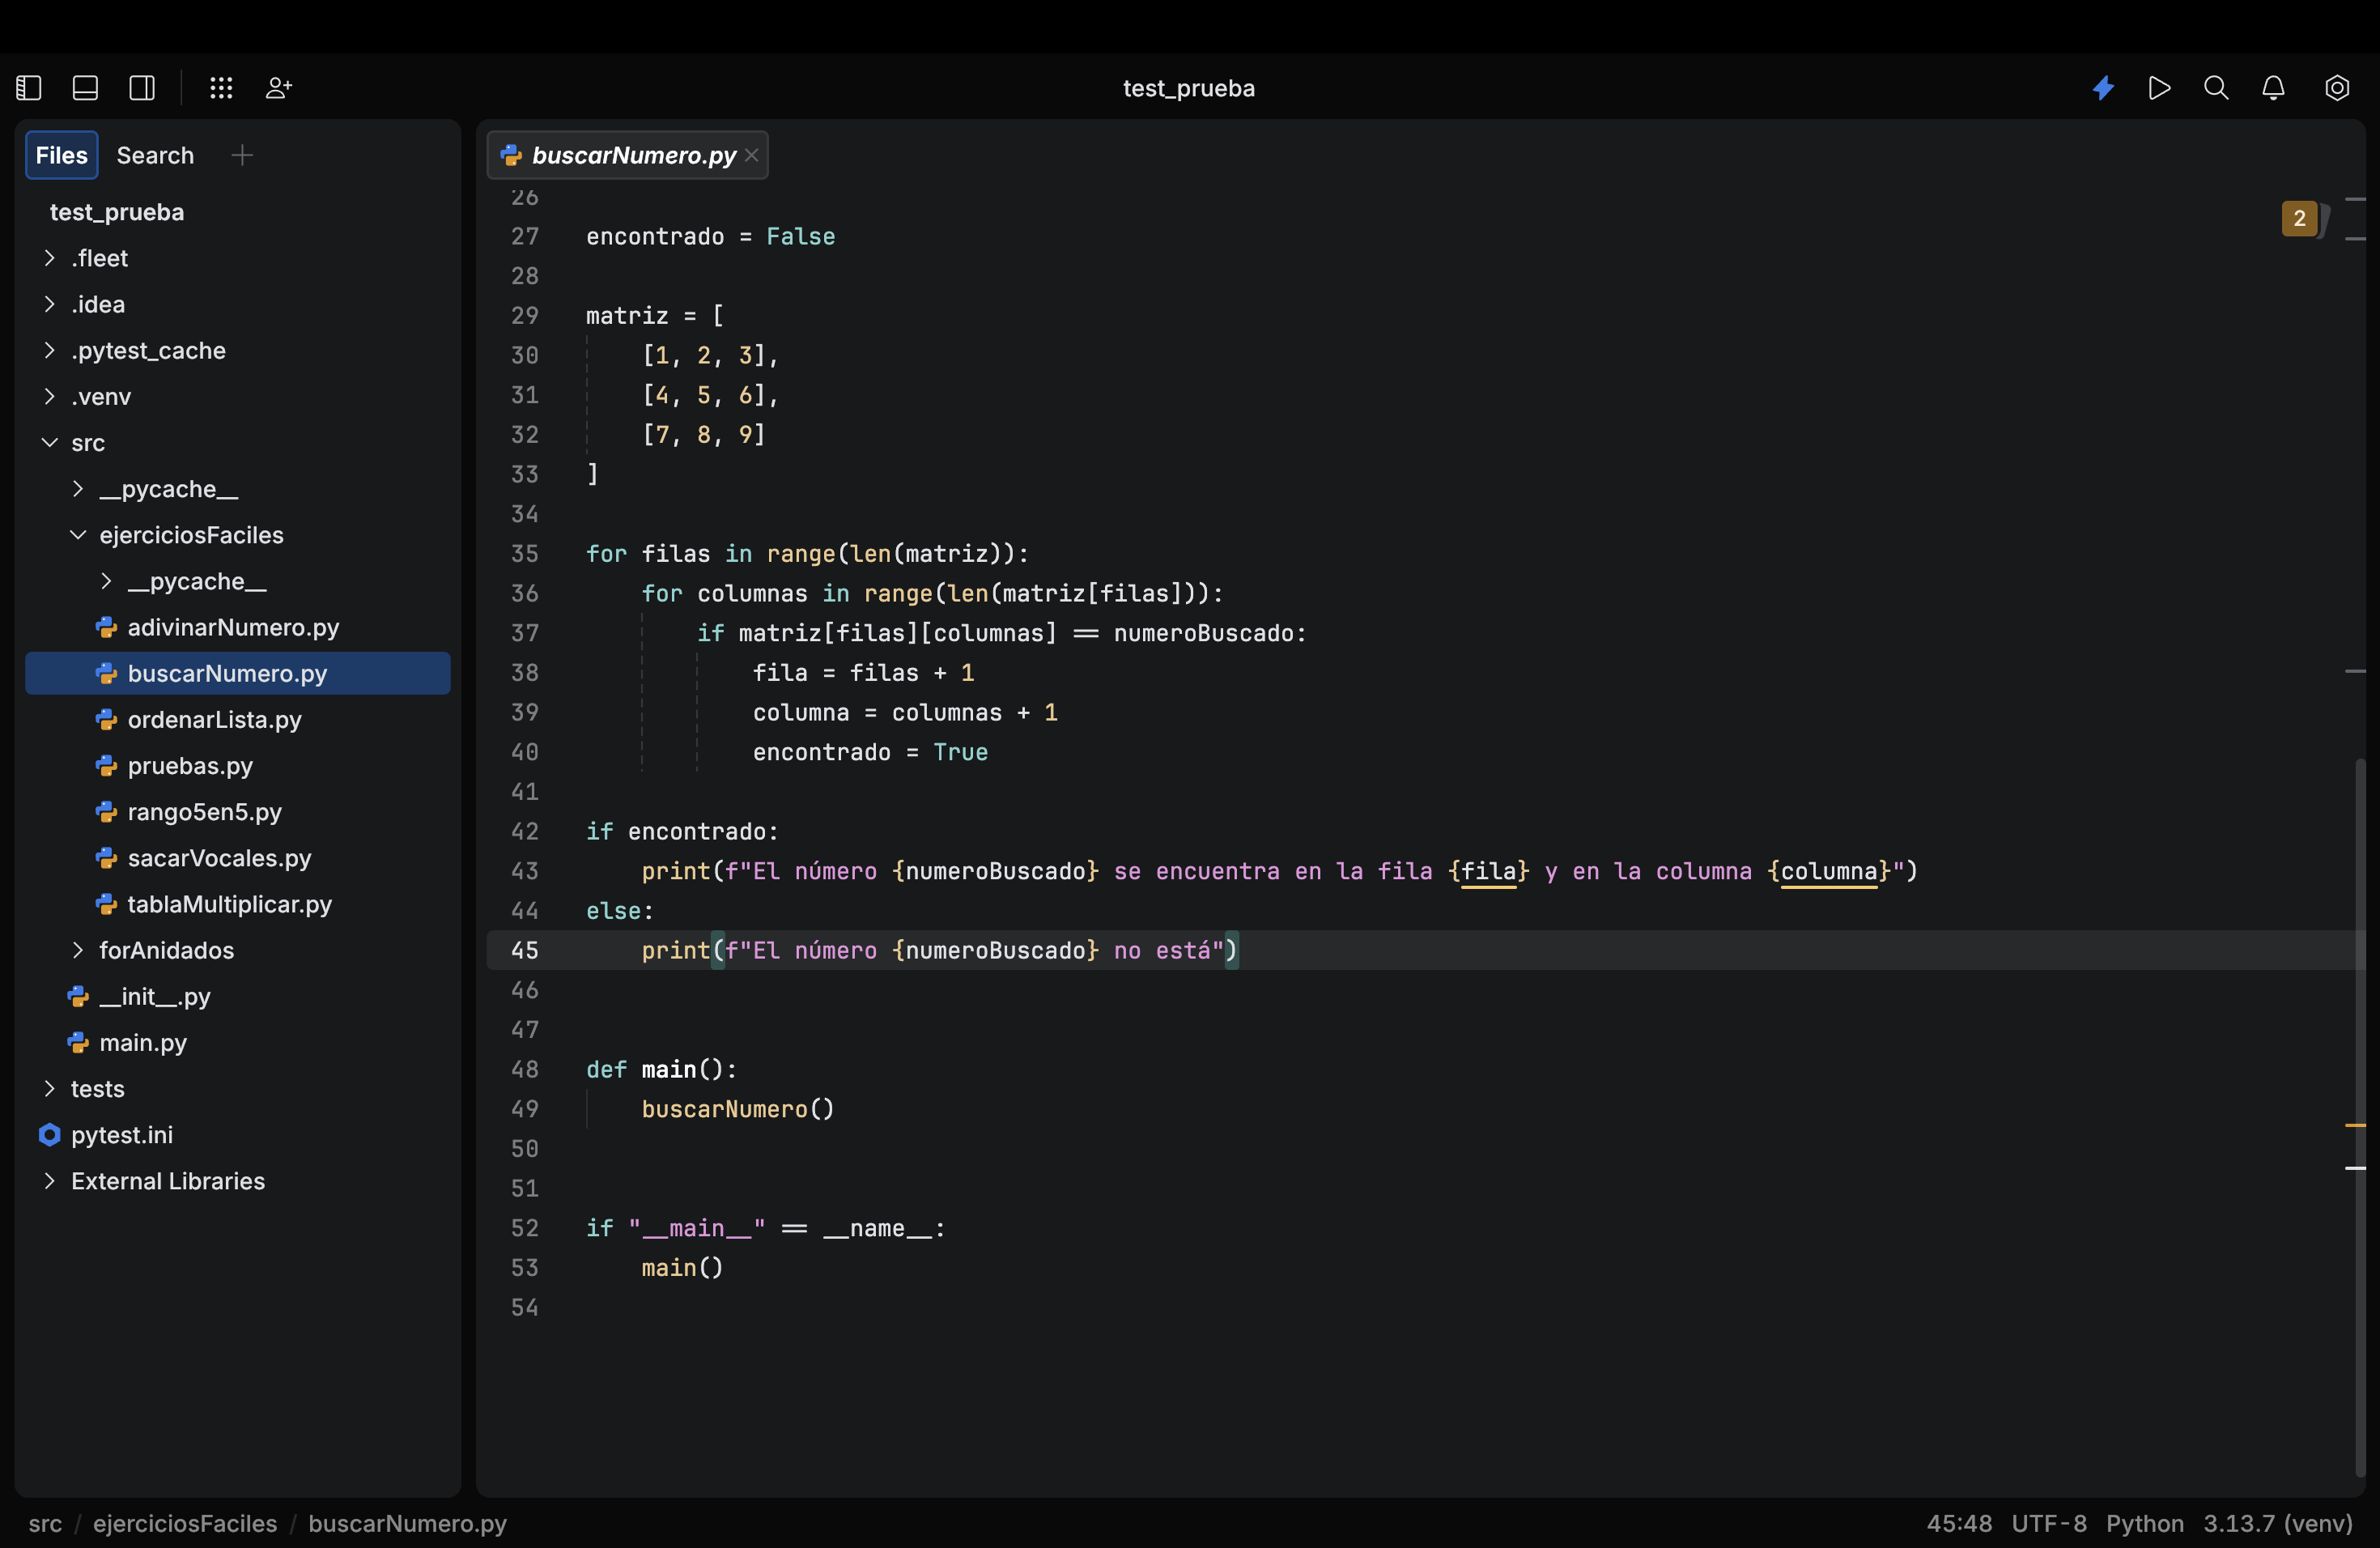 test_prueba
Files Search
test_prueba
.fleet
.idea
.pytest_cache
.venv
src
__pycache__
ejerciciosFaciles
__pycache__
adivinarNumero.py
buscarNumero.py
ordenarLista.py
pruebas.py
rango5en5.py
sacarVocales.py
tablaMultiplicar.py
forAnidados
__init__.py
main.py
tests
pytest.ini
External Libraries
buscarNumero.py
2
26
27 encontrado = False
28
29 matriz = [
30     [1, 2, 3],
31     [4, 5, 6],
32     [7, 8, 9]
33 ]
34
35 for filas in range(len(matriz)):
36     for columnas in range(len(matriz[filas])):
37         if matriz[filas][columnas] == numeroBuscado:
38             fila = filas + 1
39             columna = columnas + 1
40             encontrado = True
41
42 if encontrado:
43     print(f"El número {numeroBuscado} se encuentra en la fila {fila} y en la columna {columna}")
44 else:
45     print(f"El número {numeroBuscado} no está")
46
47
48 def main():
49     buscarNumero()
50
51
52 if "__main__" == __name__:
53     main()
54
src / ejerciciosFaciles / buscarNumero.py
45:48 UTF-8 Python 3.13.7 (venv)